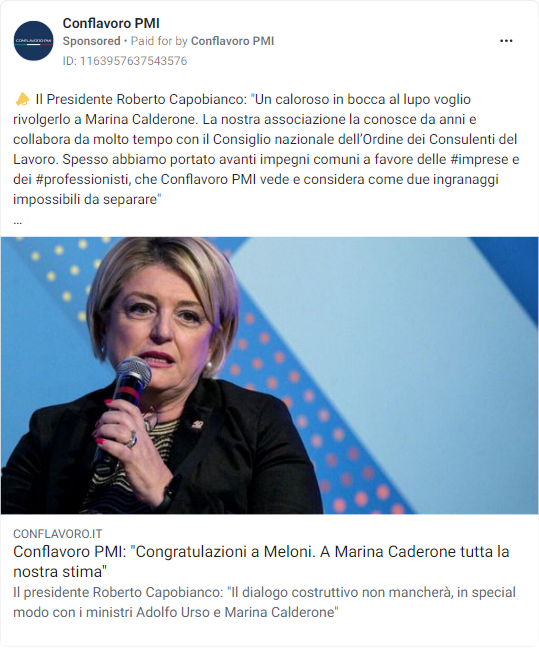 Conflavoro PMI
Sponsored • Paid for by Conflavoro PMI
ID: 1163957637543576
CONFLAVORO PMI
📣 Il Presidente Roberto Capobianco: "Un caloroso in bocca al lupo voglio
rivolgerlo a Marina Calderone. La nostra associazione la conosce da anni e
collabora da molto tempo con il Consiglio nazionale dell’Ordine dei Consulenti del
Lavoro. Spesso abbiamo portato avanti impegni comuni a favore delle #imprese e
dei #professionisti, che Conflavoro PMI vede e considera come due ingranaggi
impossibili da separare"
...
CONFLAVORO.IT
Conflavoro PMI: "Congratulazioni a Meloni. A Marina Caderone tutta la
nostra stima"
Il presidente Roberto Capobianco: "Il dialogo costruttivo non mancherà, in special
modo con i ministri Adolfo Urso e Marina Calderone"